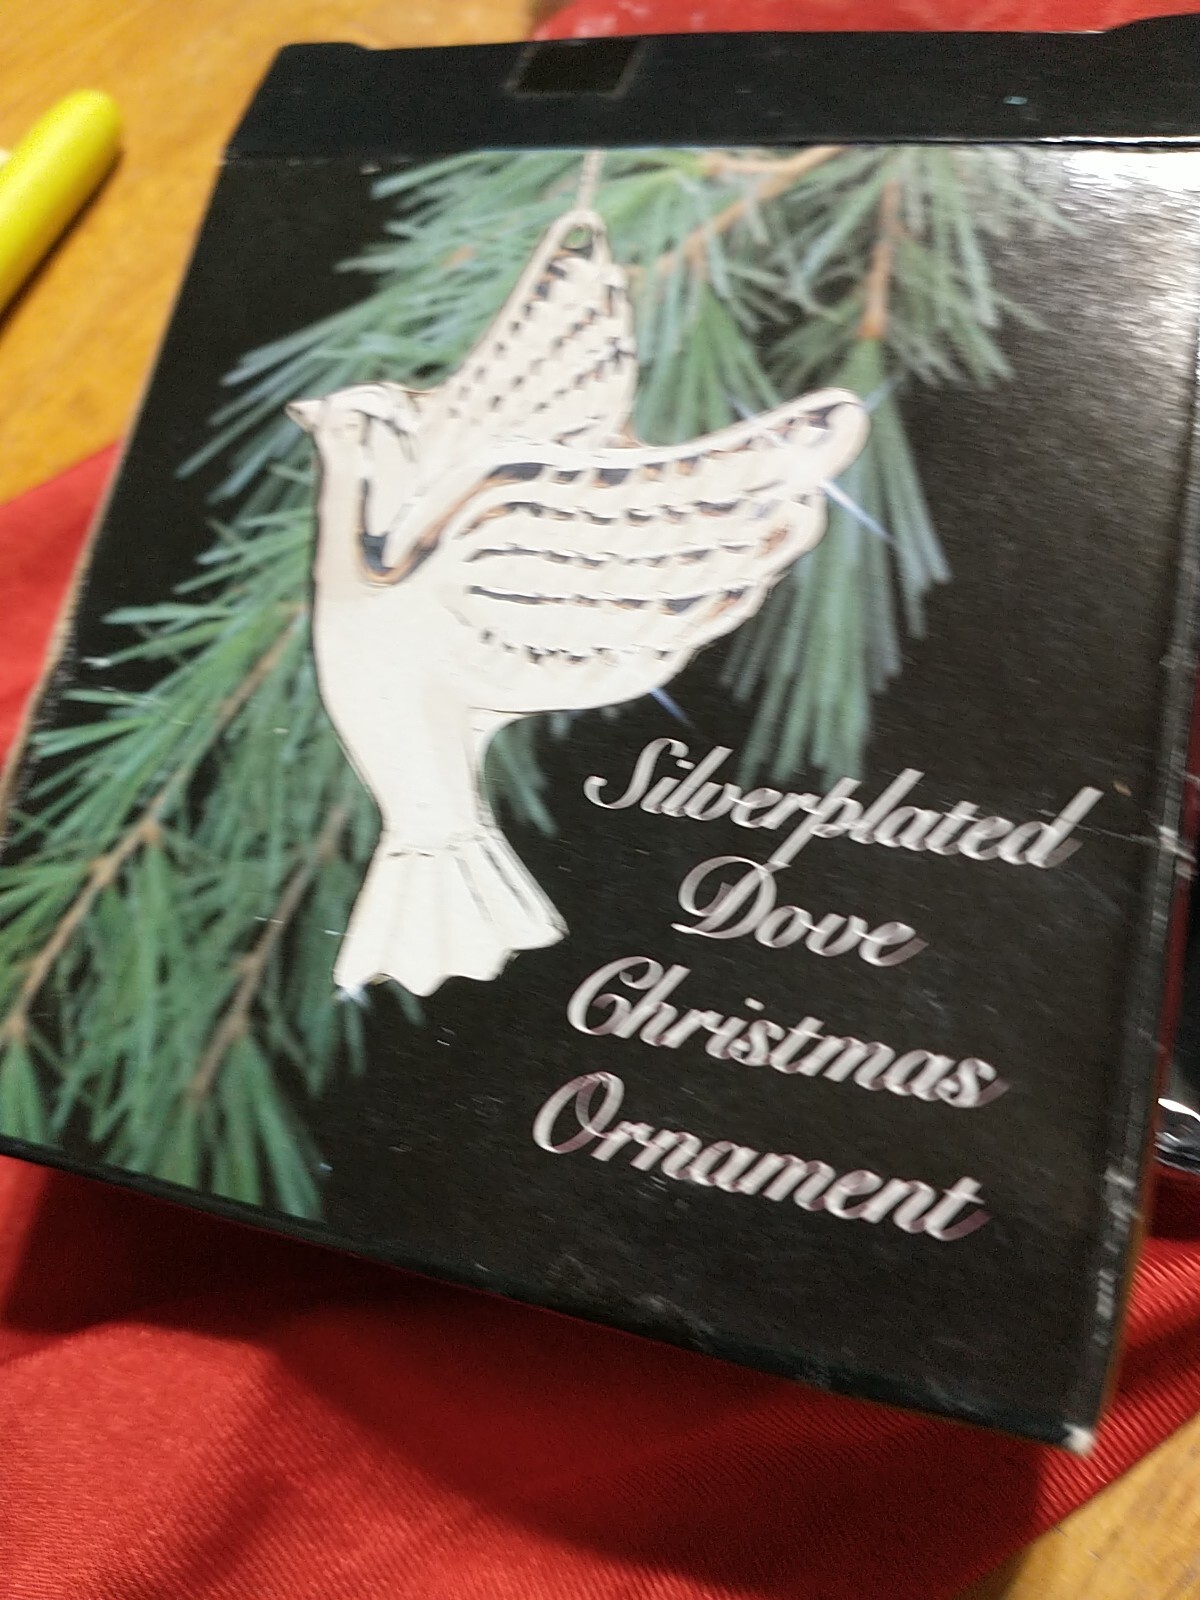 Silverplated
Dove
Christmas
Ornament